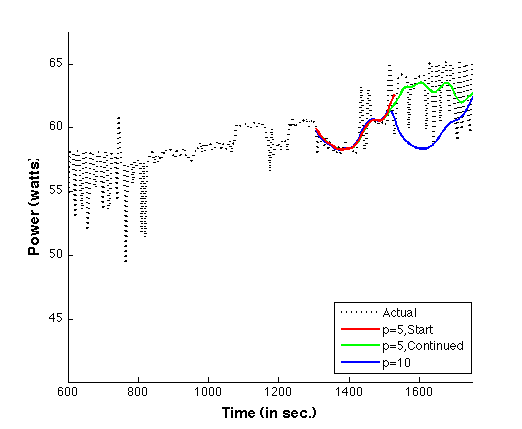 65
60
55
50
45
Power (watts)
600 800 1000 1200 1400 1600
Time (in sec.)
Actual
p=5,Start
p=5,Continued
p=10